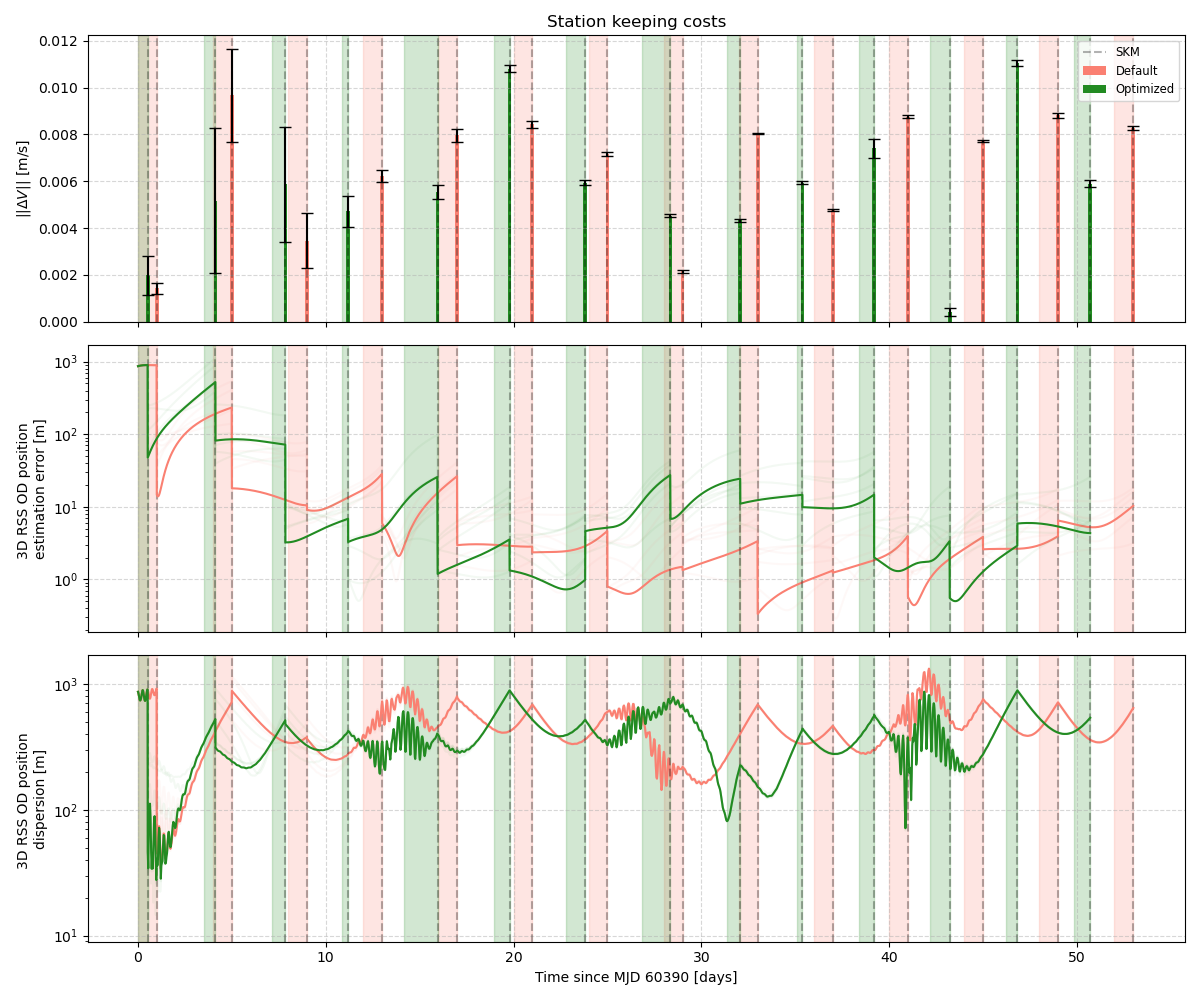 Station keeping costs
||ΔV|| [m/s]
0.012
0.010
0.008
0.006
0.004
0.002
0.000
SKM
Default
Optimized
3D RSS OD position
estimation error [m]
10³
10²
10¹
10⁰
3D RSS OD position
dispersion [m]
10³
10²
10¹
0 10 20 30 40 50
Time since MJD 60390 [days]